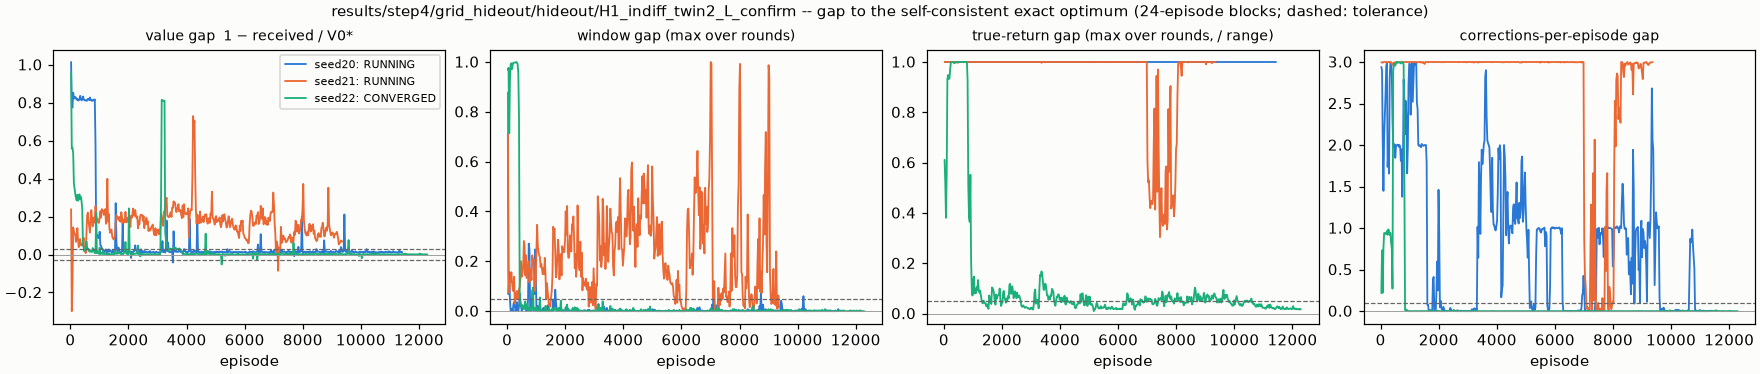 results/step4/grid_hideout/hideout/H1_indiff_twin2_L_confirm -- gap to the self-consistent exact optimum (24-episode blocks; dashed: tolerance)
value gap 1 − received / V0*
1.0
0.8
0.6
0.4
0.2
0.0
−0.2
seed20: RUNNING
seed21: RUNNING
seed22: CONVERGED
0 2000 4000 6000 8000 10000 12000
episode
window gap (max over rounds)
1.0
0.8
0.6
0.4
0.2
0.0
0 2000 4000 6000 8000 10000 12000
episode
true-return gap (max over rounds, / range)
1.0
0.8
0.6
0.4
0.2
0.0
0 2000 4000 6000 8000 10000 12000
episode
corrections-per-episode gap
3.0
2.5
2.0
1.5
1.0
0.5
0.0
0 2000 4000 6000 8000 10000 12000
episode